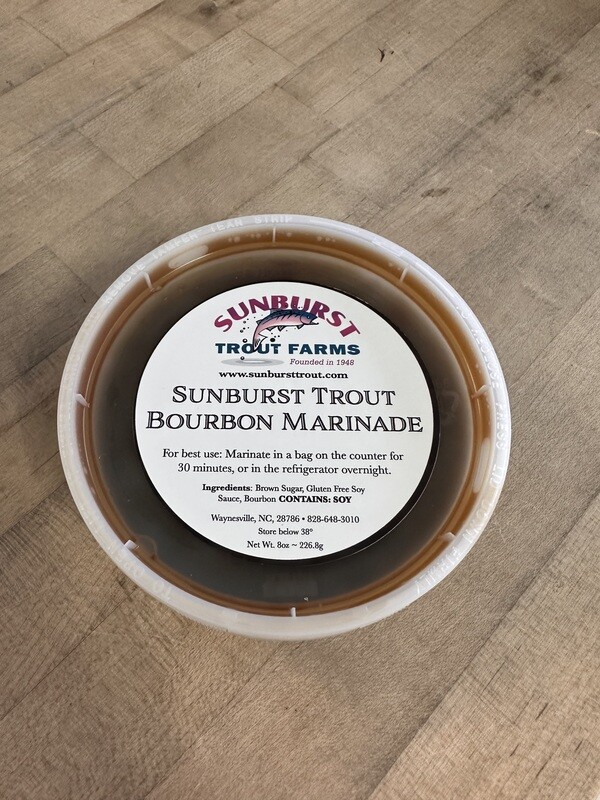 TEAR STRIP
SUNBURST
TROUT FARMS
Founded in 1948
www.sunbursttrout.com
SUNBURST TROUT
BOURBON MARINADE
For best use: Marinate in a bag on the counter for
30 minutes, or in the refrigerator overnight.
Ingredients: Brown Sugar, Gluten Free Soy
Sauce, Bourbon CONTAINS: SOY
Waynesville, NC, 28786 • 828-648-3010
Store below 38°
Net Wt. 8oz ~ 226.8g